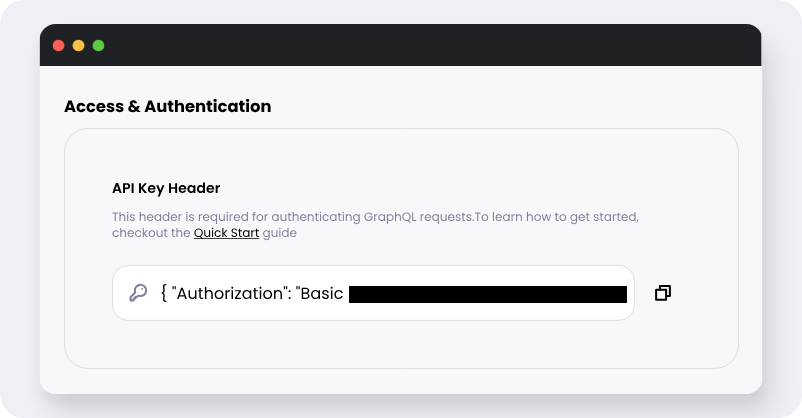 Access & Authentication
API Key Header
This header is required for authenticating GraphQL requests.To learn how to get started,
checkout the Quick Start guide
{ "Authorization": "Basic